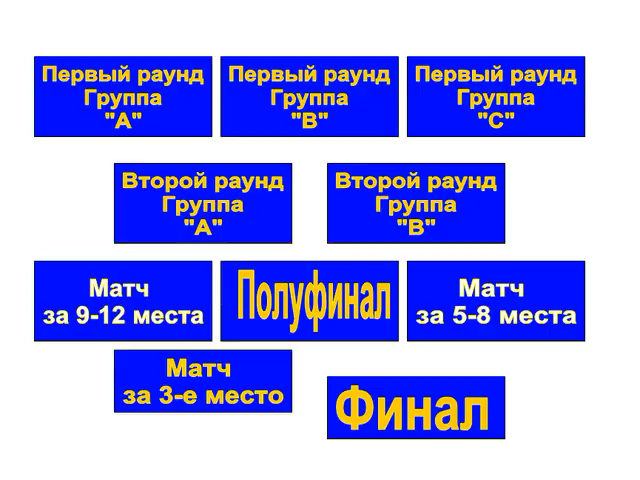 Первый раунд
Группа
"A"
Первый раунд
Группа
"B"
Первый раунд
Группа
"C"
Второй раунд
Группа
"A"
Второй раунд
Группа
"B"
Матч
за 9-12 места
Полуфинал
Матч
за 5-8 места
Матч
за 3-е место
Финал